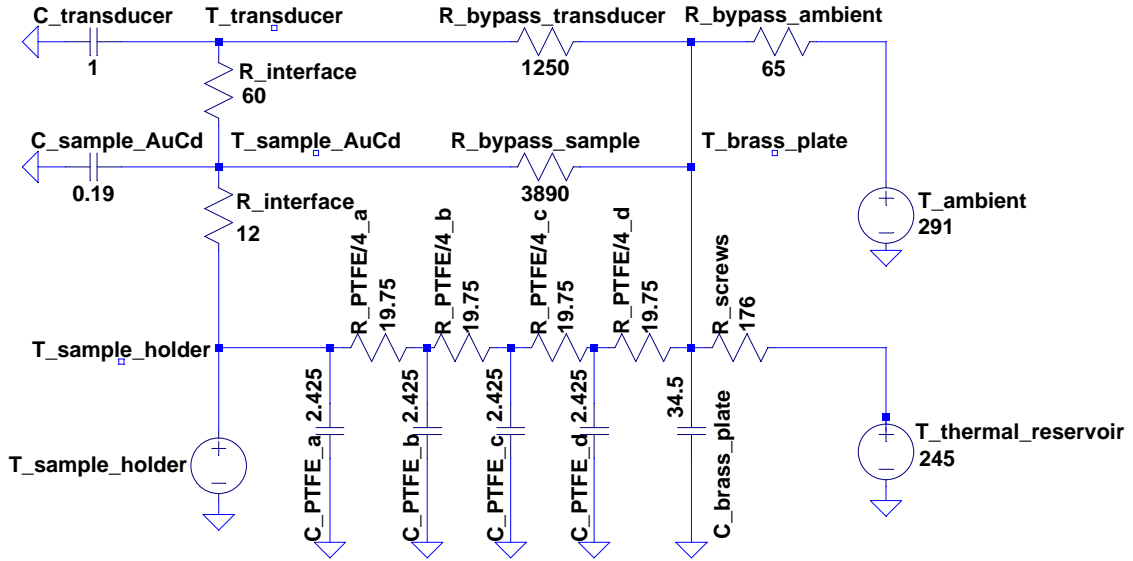 C_transducer
T_transducer
R_bypass_transducer
R_bypass_ambient
1
1250
65
R_interface
60
C_sample_AuCd
T_sample_AuCd
R_bypass_sample
T_brass_plate
0.19
3890
R_interface
12
T_ambient
291
R_PTFE/4_a
19.75
R_PTFE/4_b
19.75
R_PTFE/4_c
19.75
R_PTFE/4_d
19.75
R_screws
176
T_sample_holder
2.425
2.425
2.425
2.425
34.5
T_sample_holder
C_PTFE_a
C_PTFE_b
C_PTFE_c
C_PTFE_d
C_brass_plate
T_thermal_reservoir
245